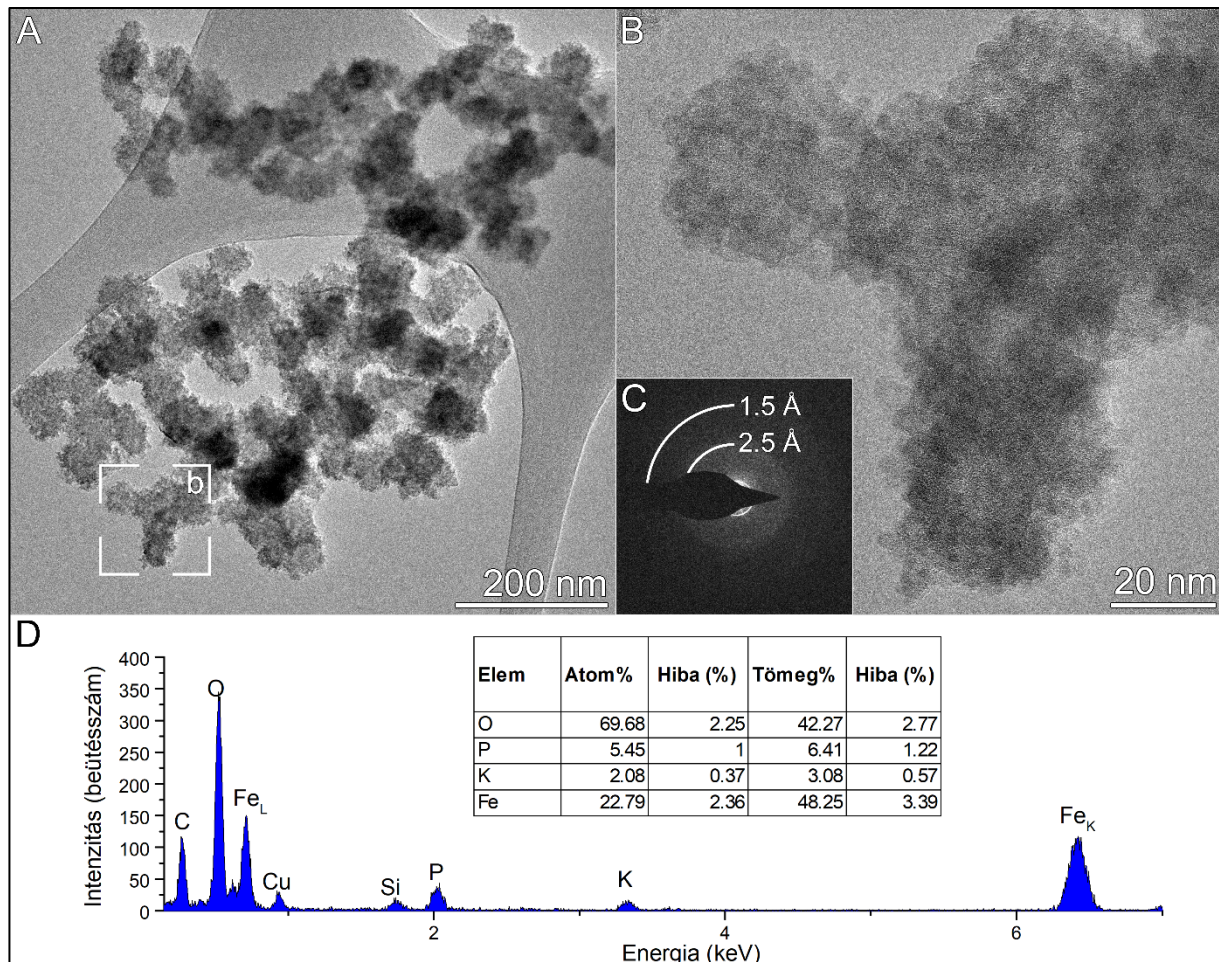 A
B
b
200 nm
C
1.5 Å
2.5 Å
20 nm
D
Elem Atom% Hiba (%) Tömeg% Hiba (%)
O 69.68 2.25 42.27 2.77
P 5.45 1 6.41 1.22
K 2.08 0.37 3.08 0.57
Fe 22.79 2.36 48.25 3.39
Intenzitás (beütésszám)
400
350
300
250
200
150
100
50
0
C
O
FeL
Cu
Si
P
K
FeK
2 4 6
Energia (keV)